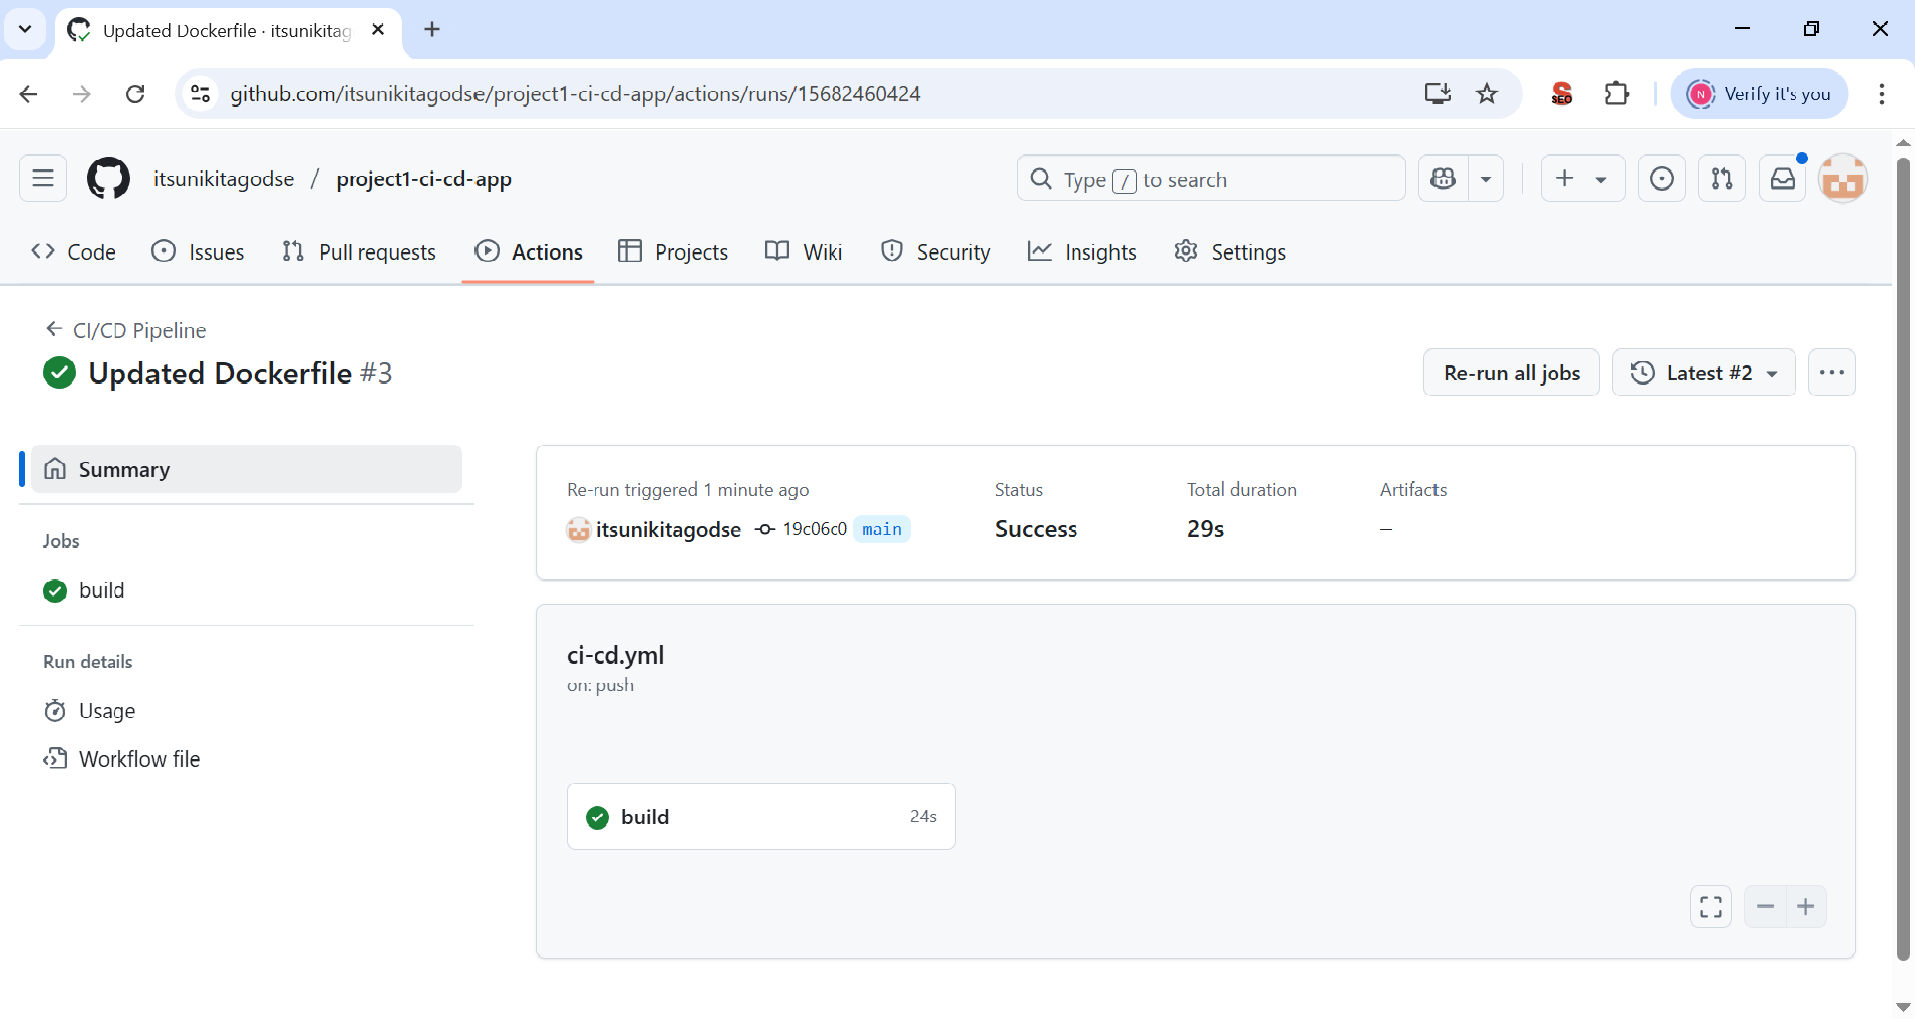 Updated Dockerfile · itsunikitag
github.com/itsunikitagodse/project1-ci-cd-app/actions/runs/15682460424
SEO
N
Verify it's you
itsunikitagodse / project1-ci-cd-app
Type / to search
Code
Issues
Pull requests
Actions
Projects
Wiki
Security
Insights
Settings
CI/CD Pipeline
Updated Dockerfile #3
Re-run all jobs
Latest #2
Summary
Jobs
build
Run details
Usage
Workflow file
Re-run triggered 1 minute ago
itsunikitagodse 19c06c0 main
Status
Success
Total duration
29s
Artifacts
–
ci-cd.yml
on: push
build
24s